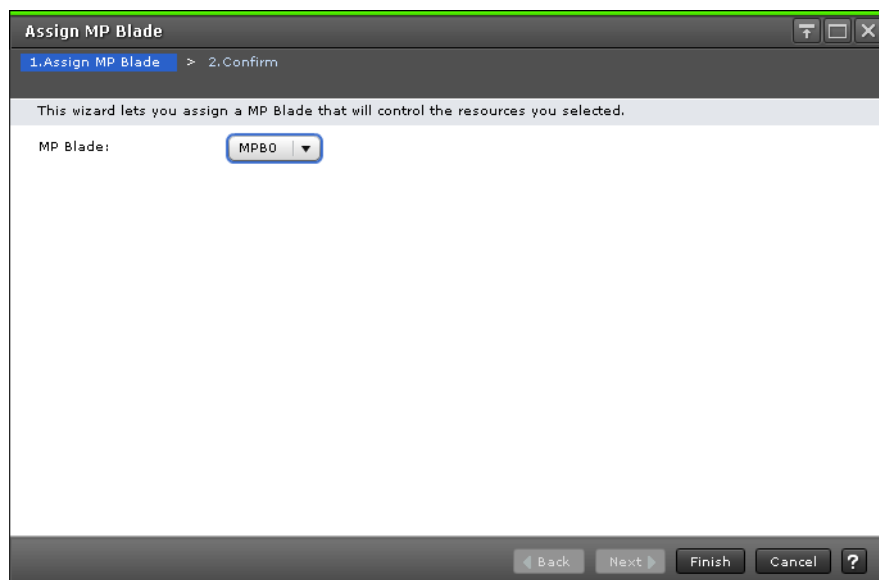 Assign MP Blade
1.Assign MP Blade > 2.Confirm
This wizard lets you assign a MP Blade that will control the resources you selected.
MP Blade: MPB0
Back Next Finish Cancel ?